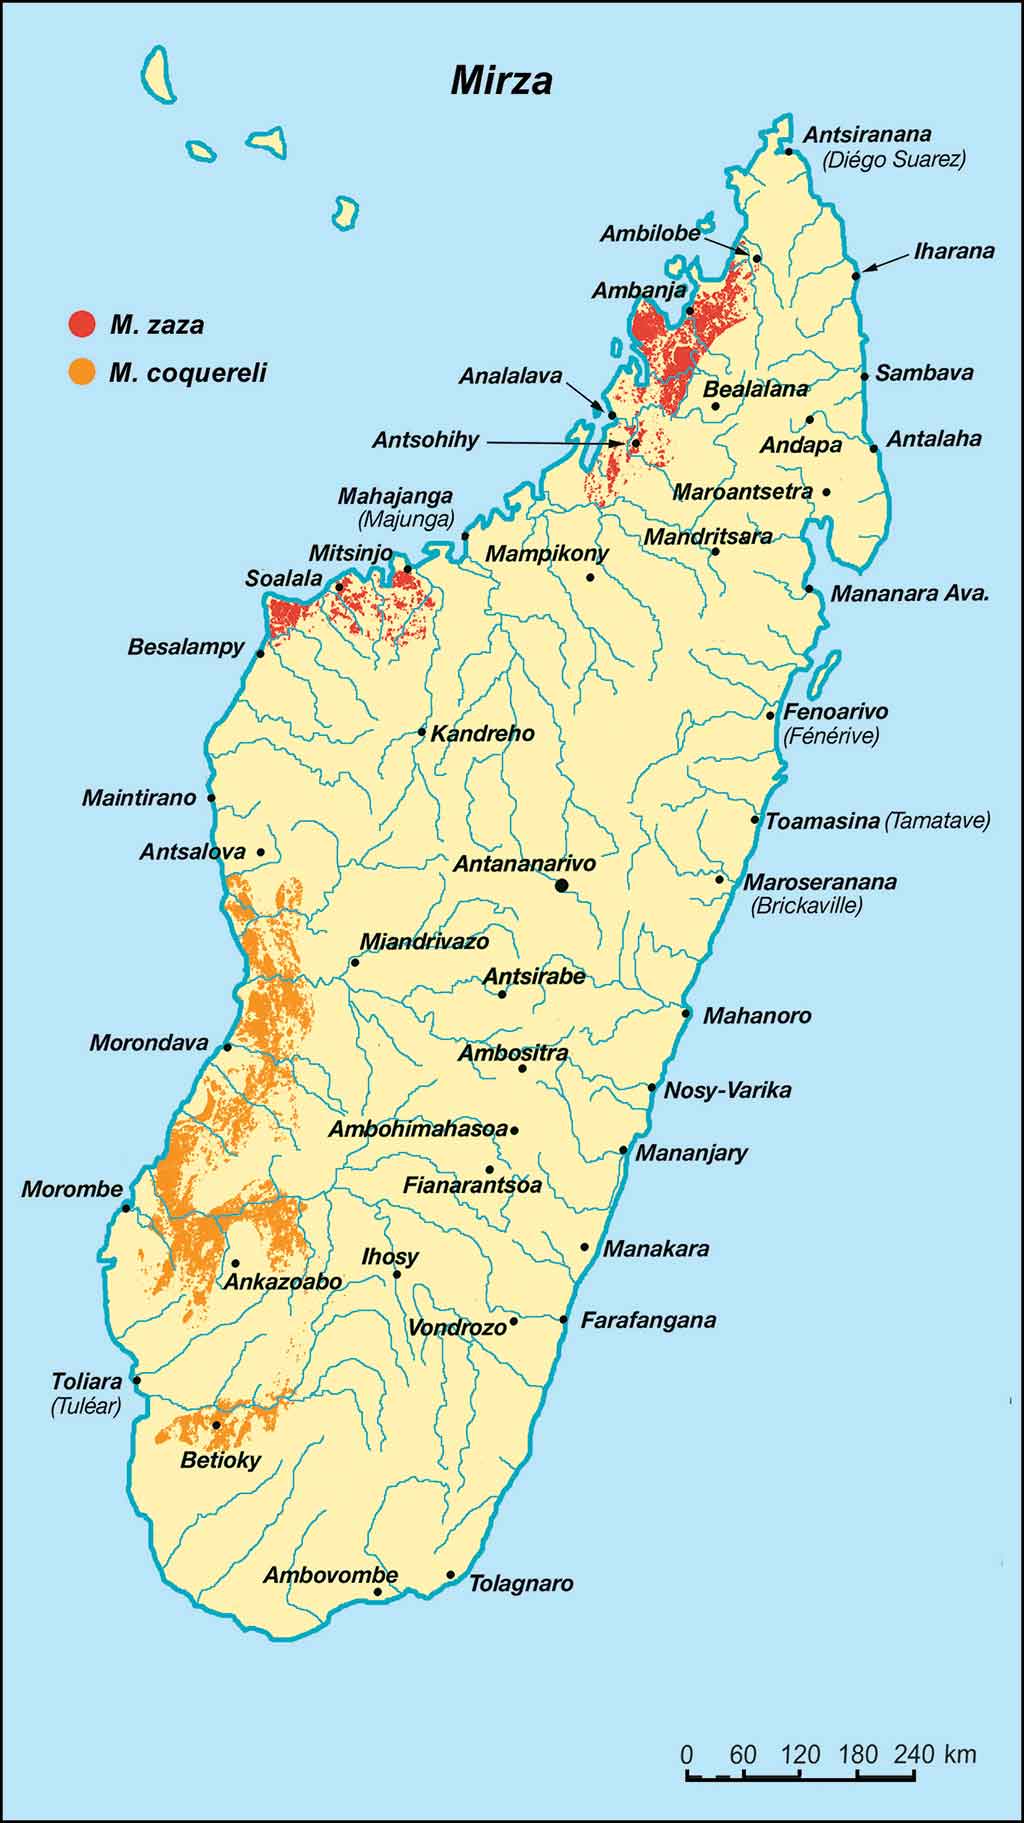 Mirza
Antsiranana
(Diégo Suarez)
Ambilobe
Iharana
Ambanja
M. zaza
M. coquereli
Analalava
Bealalana
Sambava
Antsohihy
Andapa
Antalaha
Mahajanga
(Majunga)
Maroantsetra
Mitsinjo
Mampikony
Mandritsara
Soalala
Mananara Ava.
Besalampy
Fenoarivo
(Fénérive)
Kandreho
Maintirano
Toamasina (Tamatave)
Antsalova
Antananarivo
Maroseranana
(Brickaville)
Miandrivazo
Antsirabe
Mahanoro
Morondava
Ambositra
Nosy-Varika
Ambohimahasoa
Mananjary
Morombe
Fianarantsoa
Manakara
Ihosy
Ankazoabo
Vondrozo
Farafangana
Toliara
(Tuléar)
Betioky
Ambovombe
Tolagnaro
0 60 120 180 240 km